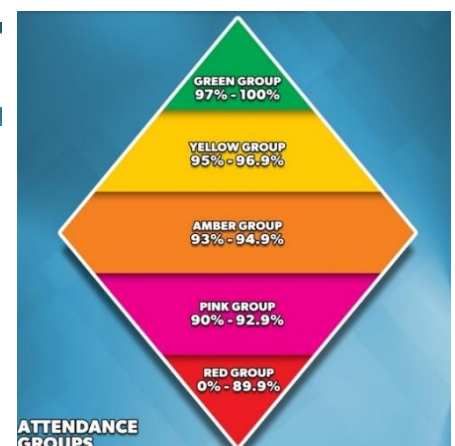 GREEN GROUP
97% - 100%
YELLOW GROUP
95% - 96.9%
AMBER GROUP
93% - 94.9%
PINK GROUP
90% - 92.9%
RED GROUP
0% - 89.9%
ATTENDANCE
GROUPS